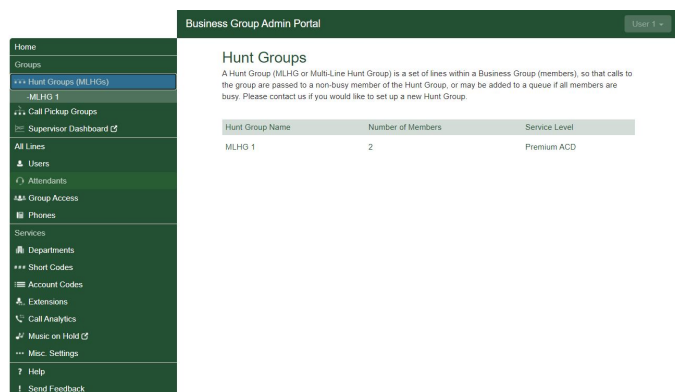 Business Group Admin Portal
User 1
Home
Groups
Hunt Groups (MLHGs)
-MLHG 1
Call Pickup Groups
Supervisor Dashboard
All Lines
Users
Attendants
Group Access
Phones
Services
Departments
### Short Codes
Account Codes
Extensions
Call Analytics
Music on Hold
Misc. Settings
? Help
! Send Feedback
Hunt Groups
A Hunt Group (MLHG or Multi-Line Hunt Group) is a set of lines within a Business Group (members), so that calls to
the group are passed to a non-busy member of the Hunt Group, or may be added to a queue if all members are
busy. Please contact us if you would like to set up a new Hunt Group.
Hunt Group Name Number of Members Service Level
MLHG 1 2 Premium ACD